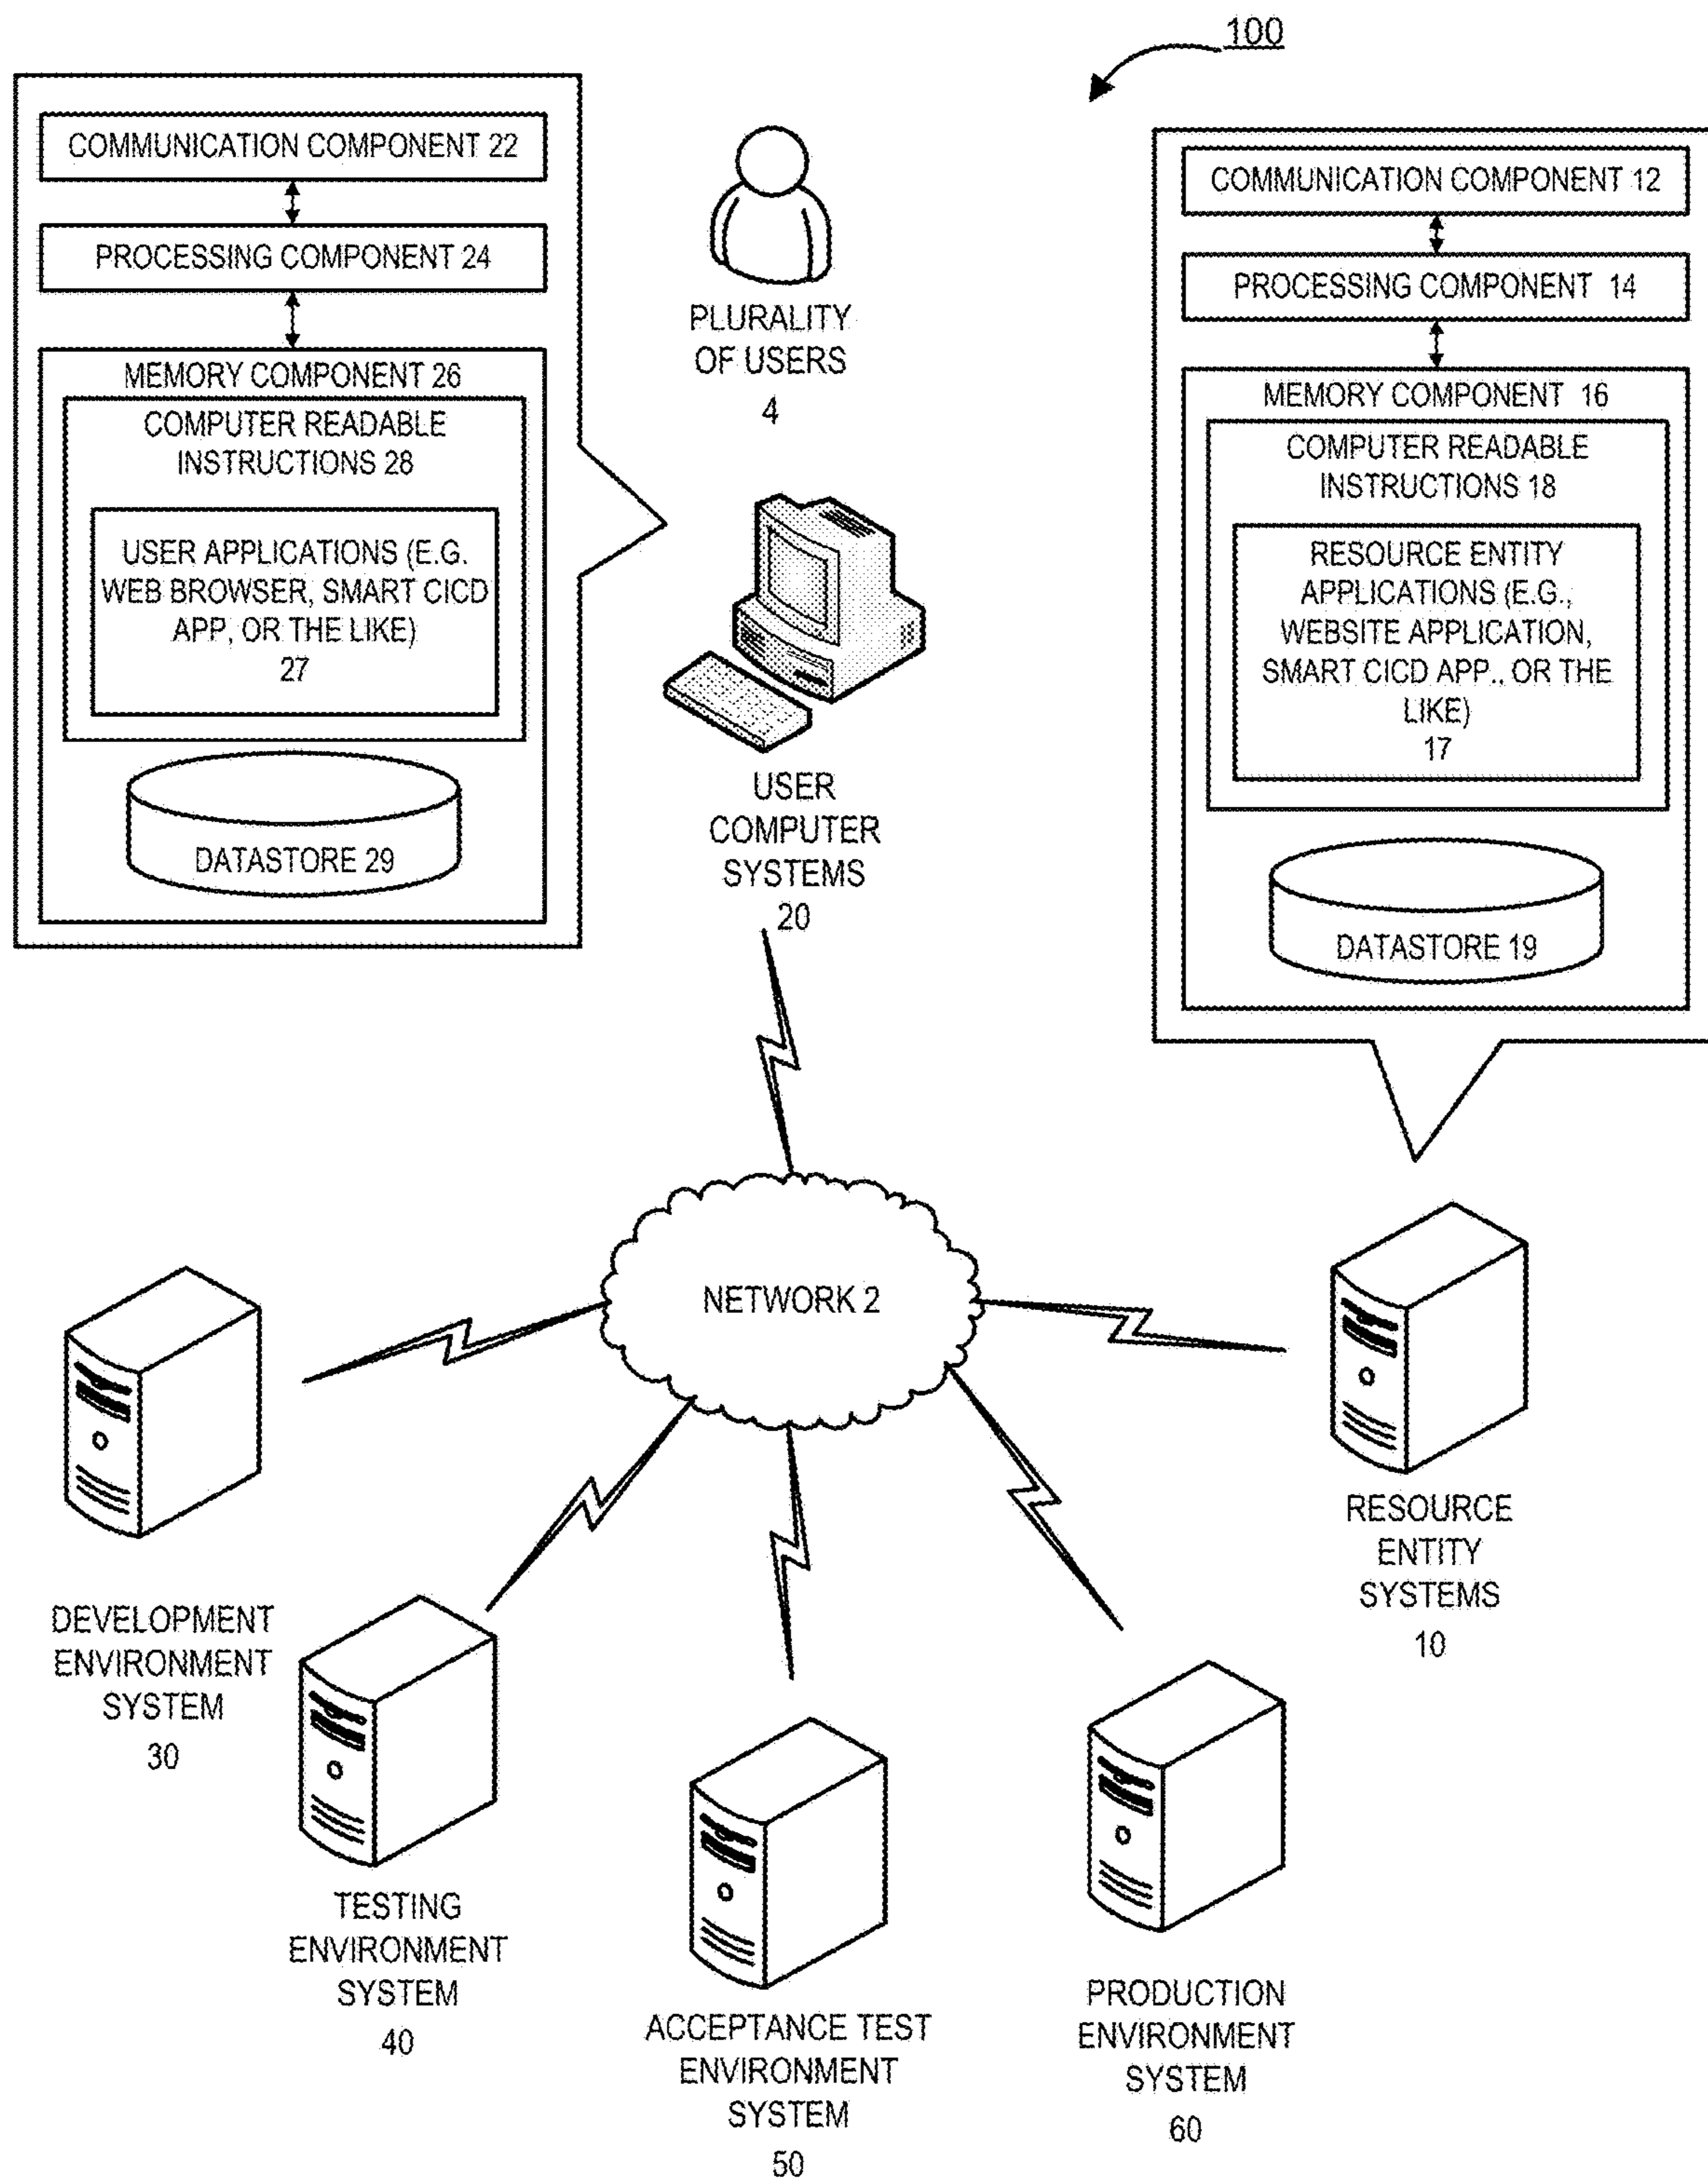 100
COMMUNICATION COMPONENT 22
PROCESSING COMPONENT 24
MEMORY COMPONENT 26
COMPUTER READABLE
INSTRUCTIONS 28
USER APPLICATIONS (E.G.
WEB BROWSER, SMART CICD
APP, OR THE LIKE)
27
DATASTORE 29
PLURALITY
OF USERS
4
USER
COMPUTER
SYSTEMS
20
COMMUNICATION COMPONENT 12
PROCESSING COMPONENT 14
MEMORY COMPONENT 16
COMPUTER READABLE
INSTRUCTIONS 18
RESOURCE ENTITY
APPLICATIONS (E.G.,
WEBSITE APPLICATION,
SMART CICD APP., OR THE
LIKE)
17
DATASTORE 19
NETWORK 2
RESOURCE
ENTITY
SYSTEMS
10
DEVELOPMENT
ENVIRONMENT
SYSTEM
30
TESTING
ENVIRONMENT
SYSTEM
40
ACCEPTANCE TEST
ENVIRONMENT
SYSTEM
50
PRODUCTION
ENVIRONMENT
SYSTEM
60